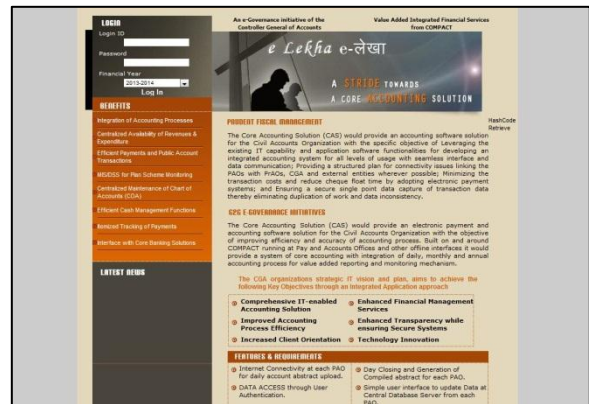 LOGIN
Login ID
Password
Financial Year
2013-2014
Log In
BENEFITS
Integration of Accounting Processes
Centralized Availability of Revenues &
Expenditure
Efficient Payments and Public Account
Transactions
MIS/DSS for Plan Scheme Monitoring
Centralized Maintenance of Chart of
Accounts (COA)
Efficient Cash Management Functions
Itemized Tracking of Payments
Interface with Core Banking Solutions
LATEST NEWS
An e-Governance initiative of the
Controller General of Accounts
Value Added Integrated Financial Services
from COMPACT
e Lekha e-लेखा
A STRIDE TOWARDS
A CORE ACCOUNTING SOLUTION
PRUDENT FISCAL MANAGEMENT
The Core Accounting Solution (CAS) would provide an accounting software solution
for the Civil Accounts Organization with the specific objective of Leveraging the
existing IT capability and application software functionalities for developing an
integrated accounting system for all levels of usage with seamless interface and
data communication; Providing a structured plan for connectivity issues linking the
PAOs with PrAOs, CGA and external entities wherever possible; Minimizing the
transaction costs and reduce cheque float time by adopting electronic payment
systems; and Ensuring a secure single point data capture of transaction data
thereby eliminating duplication of work and data inconsistency.
G2G E-GOVERNANCE INITIATIVES
The Core Accounting Solution (CAS) would provide an electronic payment and
accounting software solution for the Civil Accounts Organization with the objective
of improving efficiency and accuracy of accounting process. Built on and around
COMPACT running at Pay and Accounts Offices and other offline interfaces it would
provide a system of core accounting with integration of daily, monthly and annual
accounting process for value added reporting and monitoring mechanism.
The CGA organizations strategic IT vision and plan, aims to achieve the
following Key Objectives through an Integrated Application approach
Comprehensive IT-enabled
Accounting Solution
Improved Accounting
Process Efficiency
Increased Client Orientation
Enhanced Financial Management
Services
Enhanced Transparency while
ensuring Secure Systems
Technology Innovation
FEATURES & REQUIREMENTS
Internet Connectivity at each PAO
for daily account abstract upload.
DATA ACCESS through User
Authentication.
Day Closing and Generation of
Compiled abstract for each PAO.
Simple user interface to update Data at
Central Database Server from each
PAO.
HashCode
Retrieve